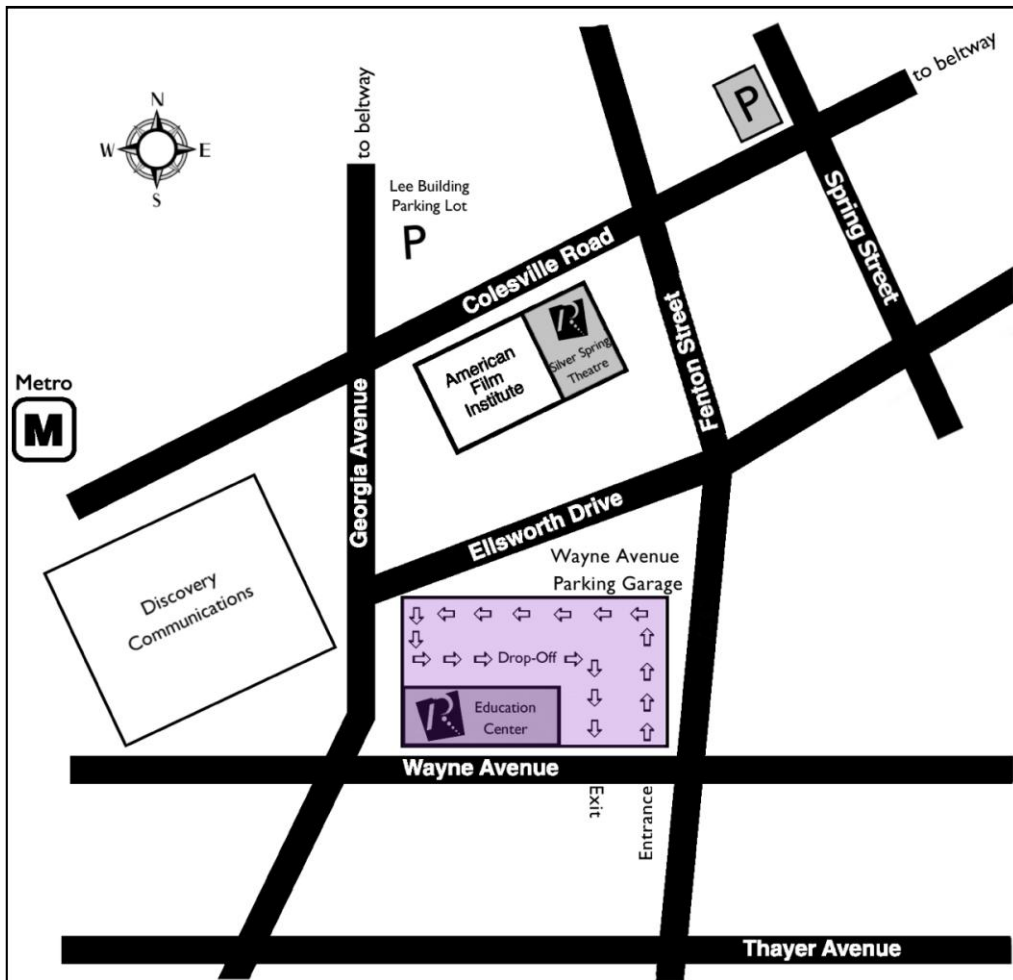 to beltway
to beltway
N
W
E
S
P
Lee Building
Parking Lot
P
Spring Street
Colesville Road
Fenton Street
R
Silver Spring
Theatre
American
Film
Institute
Metro
M
Georgia Avenue
Ellsworth Drive
Wayne Avenue
Parking Garage
Discovery
Communications
Drop-Off
R
Education
Center
Wayne Avenue
Exit
Entrance
Thayer Avenue